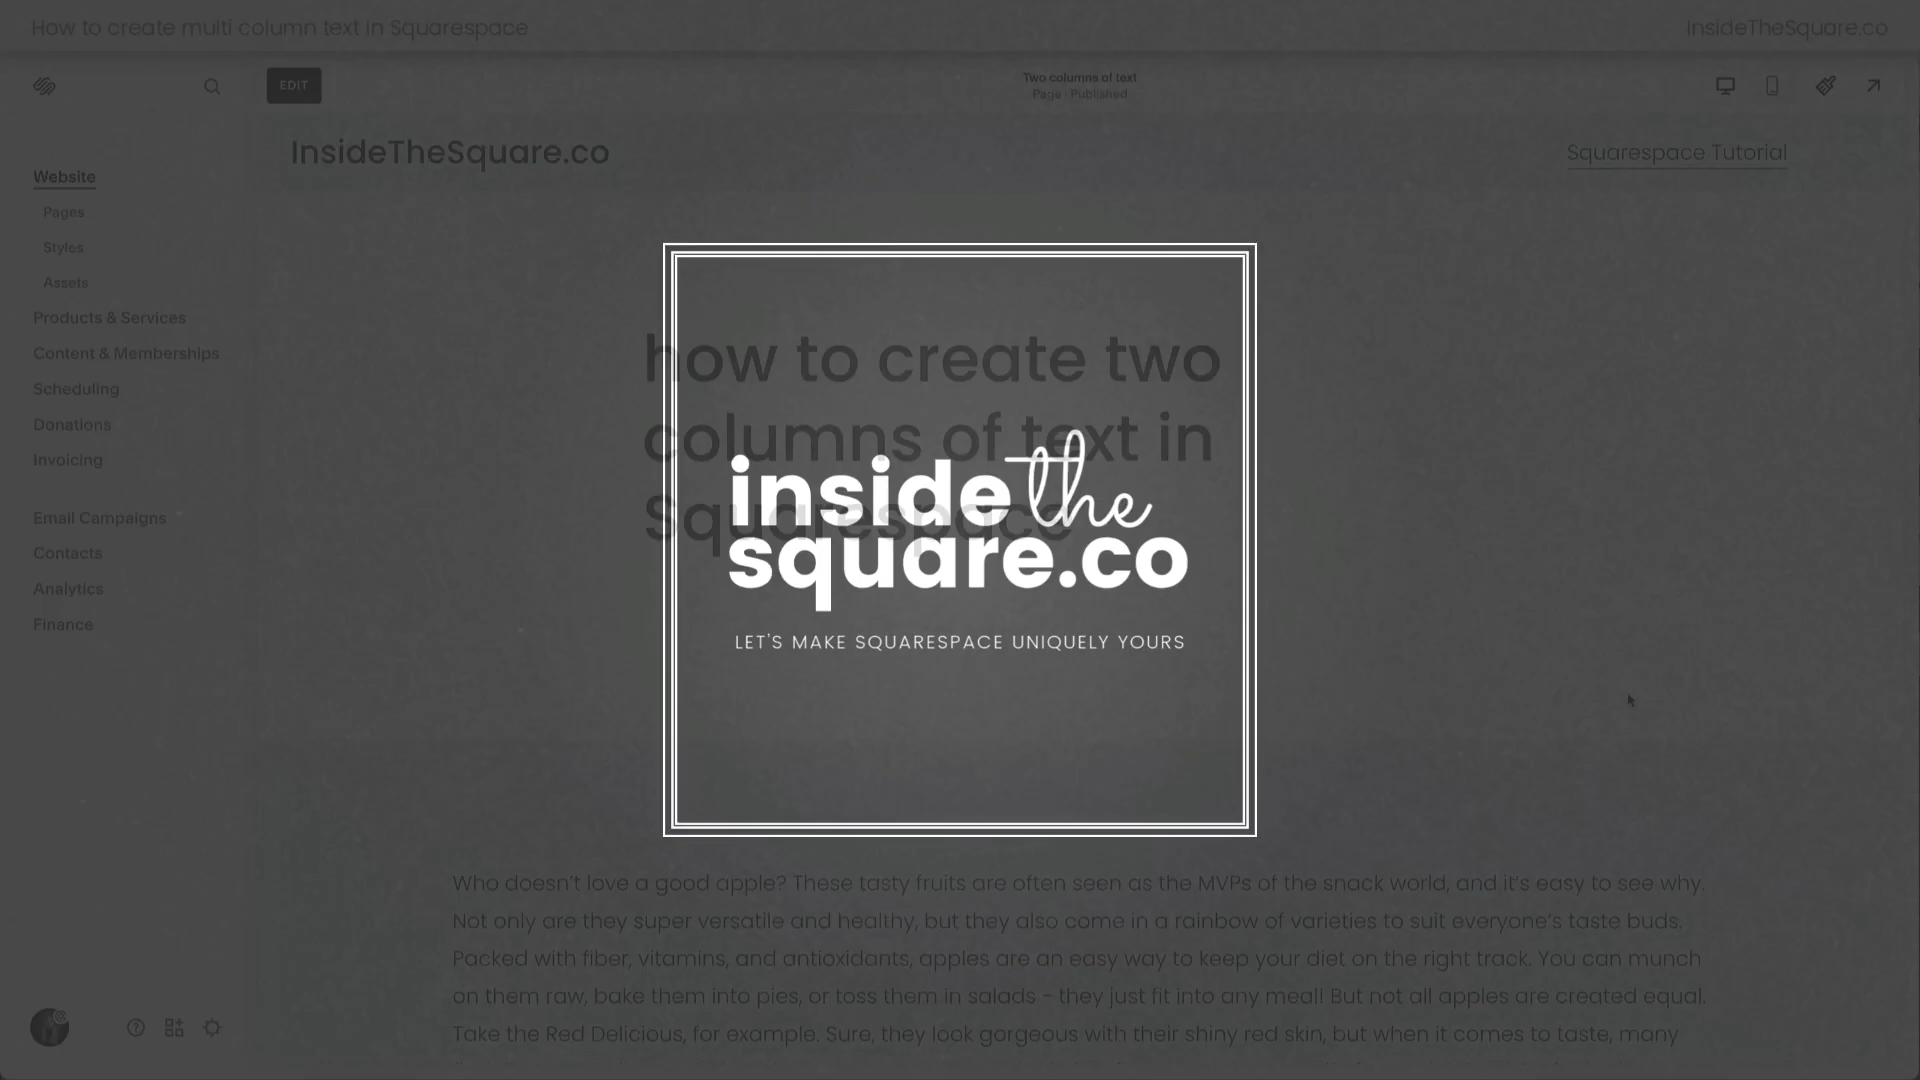 How to create multi column text in Squarespace
InsideTheSquare.co
EDIT
Two columns of text
Page · Published
InsideTheSquare.co
Squarespace Tutorial
Website
Pages
Styles
Assets
Products & Services
Content & Memberships
Scheduling
Donations
Invoicing
Email Campaigns
Contacts
Analytics
Finance
how to create two
columns of text in
Squarespace
inside the
square.co
LET'S MAKE SQUARESPACE UNIQUELY YOURS
Who doesn’t love a good apple? These tasty fruits are often seen as the MVPs of the snack world, and it’s easy to see why.
Not only are they super versatile and healthy, but they also come in a rainbow of varieties to suit everyone’s taste buds.
Packed with fiber, vitamins, and antioxidants, apples are an easy way to keep your diet on the right track. You can munch
on them raw, bake them into pies, or toss them in salads – they just fit into any meal! But not all apples are created equal.
Take the Red Delicious, for example. Sure, they look gorgeous with their shiny red skin, but when it comes to taste, many